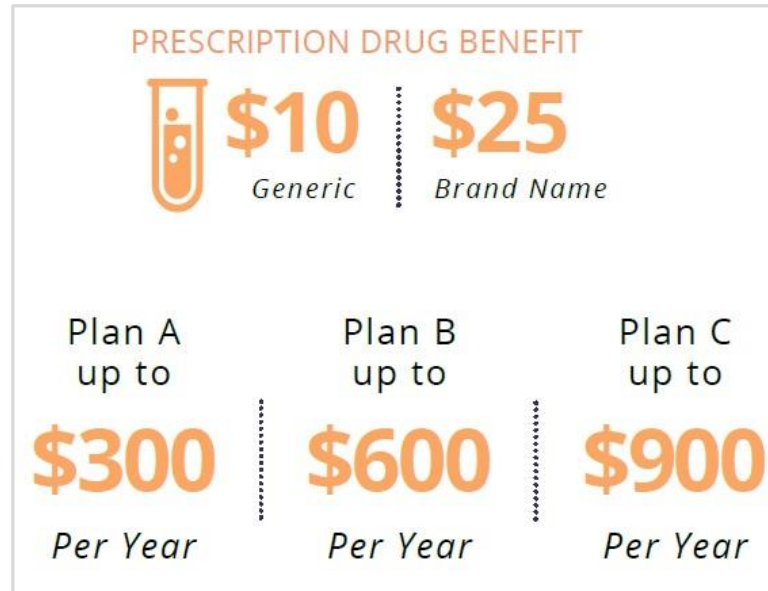 PRESCRIPTION DRUG BENEFIT
$10 $25
Generic Brand Name
Plan A Plan B Plan C
up to up to up to
$300 $600 $900
Per Year Per Year Per Year